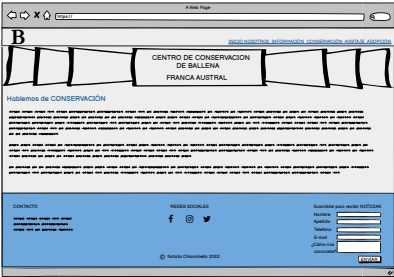 A Web Page
https://
B
INICIO NOSOTROS INFORMACIÓN CONSERVACIÓN AVISTAJE ADOPCIÓN
CENTRO DE CONSERVACION
DE BALLENA
FRANCA AUSTRAL
Hablemos de CONSERVACIÓN
CONTACTO
REDES SOCIALES
Suscribite para recibir NOTICIAS
Nombre
Apellido
Telefono
E-mail
¿Cómo nos
conociste?
ENVIAR
© Natalia Chiaramello 2022